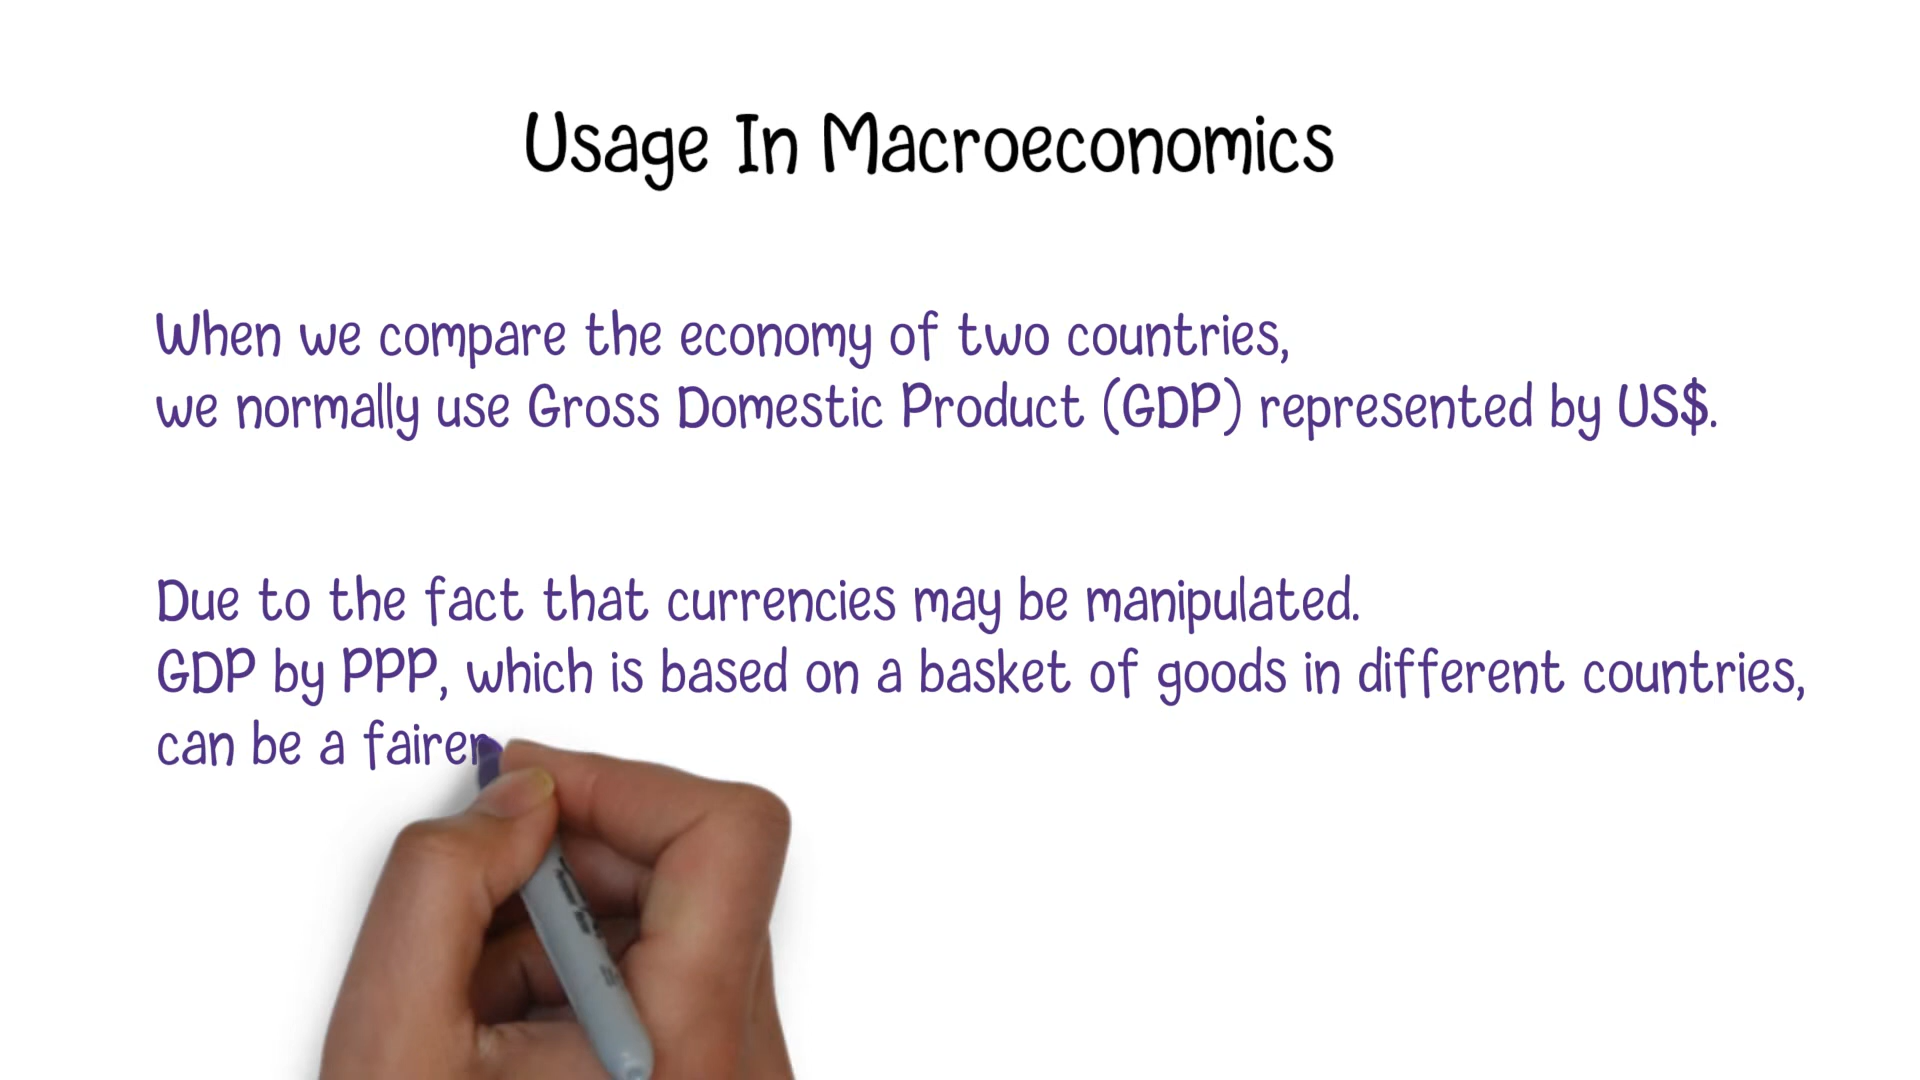 Usage In Macroeconomics
When we compare the economy of two countries,
we normally use Gross Domestic Product (GDP) represented by US$.
Due to the fact that currencies may be manipulated.
GDP by PPP, which is based on a basket of goods in different countries,
can be a fairer